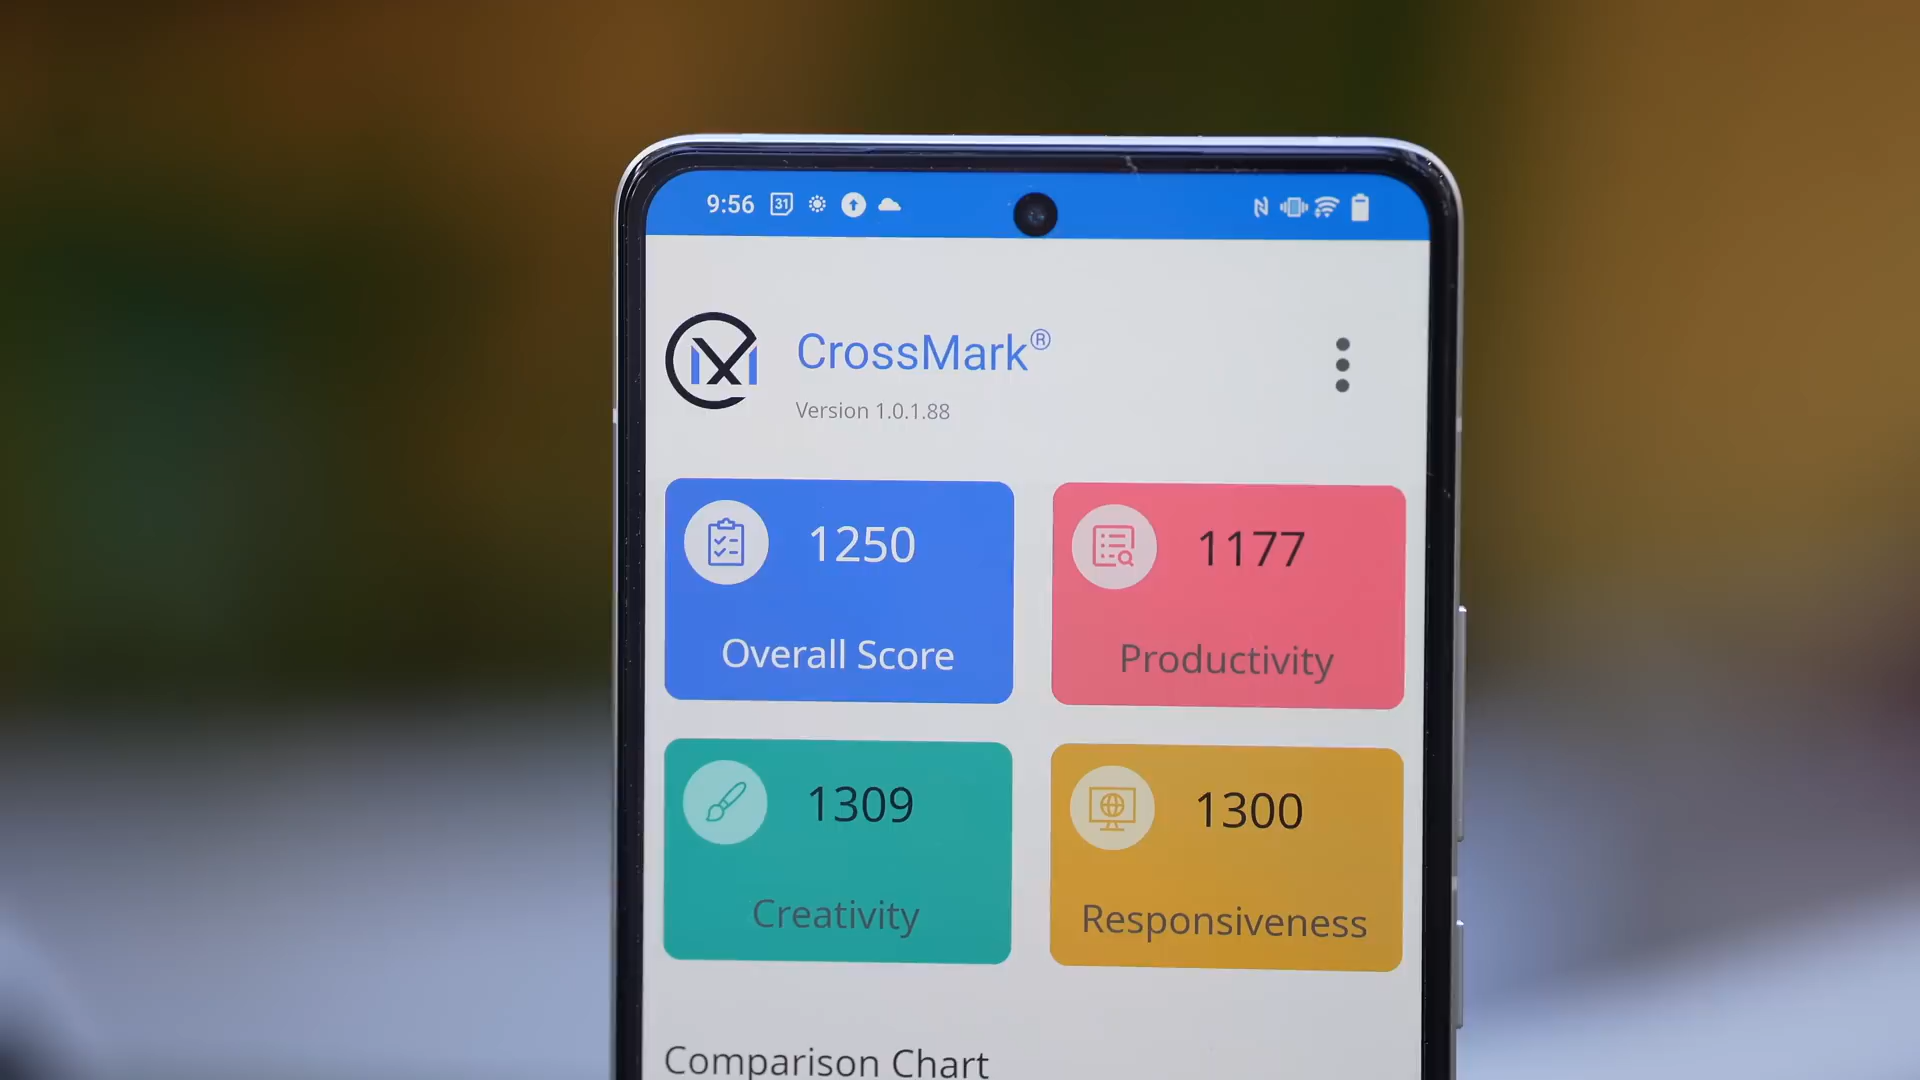 9:56 31
CrossMark®
Version 1.0.1.88
1250
Overall Score
1177
Productivity
1309
Creativity
1300
Responsiveness
Comparison Chart